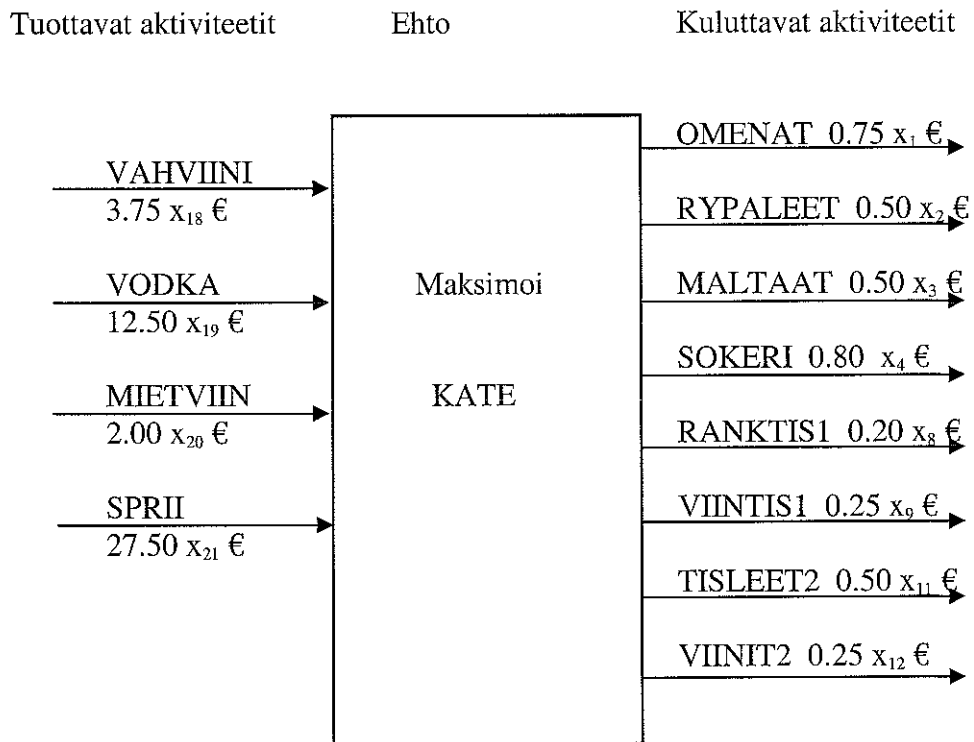 Tuottavat aktiviteetit Ehto Kuluttavat aktiviteetit
OMENAT 0.75 x₁ €
VAHVIINI
3.75 x₁₈ €
RYPALEET 0.50 x₂ €
VODKA
12.50 x₁₉ €
Maksimoi
MALTAAT 0.50 x₃ €
SOKERI 0.80 x₄ €
MIETVIIN
2.00 x₂₀ €
KATE
RANKTIS1 0.20 x₈ €
SPRII
27.50 x₂₁ €
VIINTIS1 0.25 x₉ €
TISLEET2 0.50 x₁₁ €
VIINIT2 0.25 x₁₂ €